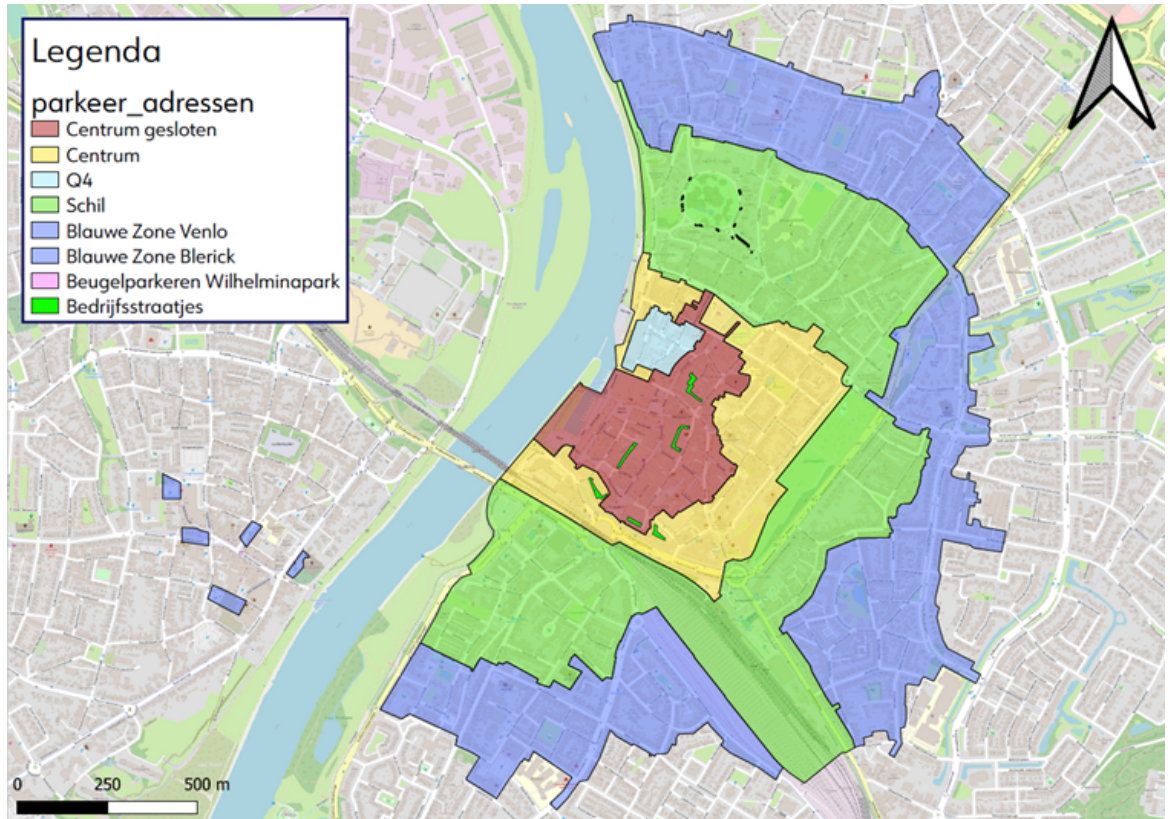 Legenda
parkeer_adressen
Centrum gesloten
Centrum
Q4
Schil
Blauwe Zone Venlo
Blauwe Zone Blerick
Beugelparkeren Wilhelminapark
Bedrijfsstraatjes
0 250 500 m